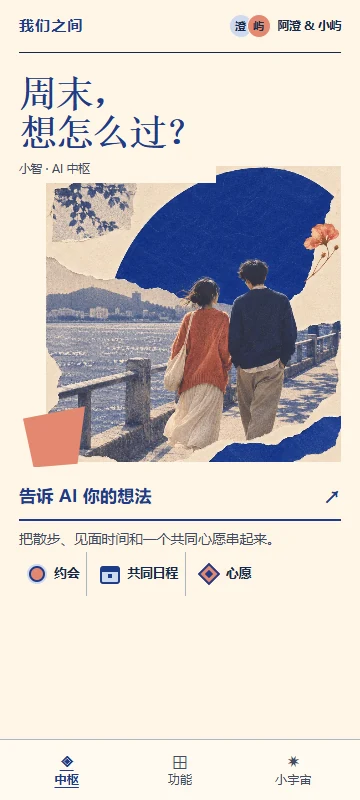 我们之间
澄 屿 阿澄 & 小屿
周末，
想怎么过？
小智 · AI 中枢
告诉 AI 你的想法
把散步、见面时间和一个共同心愿串起来。
约会 共同日程 心愿
中枢 功能 小宇宙